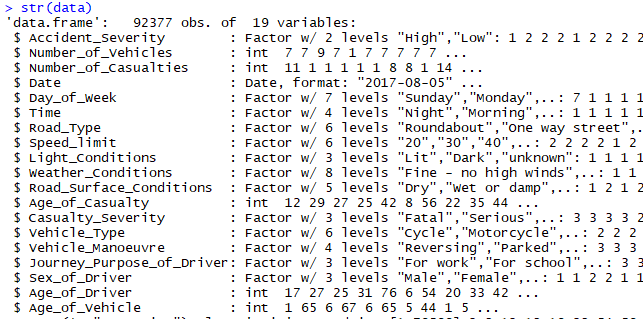 > str(data)
'data.frame':   92377 obs. of  19 variables:
 $ Accident_Severity        : Factor w/ 2 levels "High","Low": 1 2 2 2 1 2 2 2 2
 $ Number_of_Vehicles       : int  7 7 9 7 1 7 7 7 7 7 ...
 $ Number_of_Casualties     : int  11 1 1 1 1 1 8 8 1 14 ...
 $ Date                     : Date, format: "2017-08-05" ...
 $ Day_of_Week              : Factor w/ 7 levels "Sunday","Monday",..: 7 1 1 1 1
 $ Time                     : Factor w/ 4 levels "Night","Morning",..: 1 1 1 1 1
 $ Road_Type                : Factor w/ 6 levels "Roundabout","One way street",.
 $ Speed_limit              : Factor w/ 6 levels "20","30","40",..: 2 2 2 2 1 2
 $ Light_Conditions         : Factor w/ 3 levels "Lit","Dark","unknown": 1 1 1 1
 $ Weather_Conditions       : Factor w/ 8 levels "Fine - no high winds",..: 1 1
 $ Road_Surface_Conditions  : Factor w/ 5 levels "Dry","Wet or damp",..: 1 2 1 2
 $ Age_of_Casualty          : int  12 29 27 25 42 8 56 22 35 44 ...
 $ Casualty_Severity        : Factor w/ 3 levels "Fatal","Serious",..: 3 3 3 3 2
 $ Vehicle_Type             : Factor w/ 6 levels "Cycle","Motorcycle",..: 2 2 2
 $ Vehicle_Manoeuvre        : Factor w/ 4 levels "Reversing","Parked",..: 3 3 3
 $ Journey_Purpose_of_Driver: Factor w/ 3 levels "For work","For school",..: 3 3
 $ Sex_of_Driver            : Factor w/ 3 levels "Male","Female",..: 1 1 2 2 1 1
 $ Age_of_Driver            : int  17 27 25 31 76 6 54 20 33 42 ...
 $ Age_of_Vehicle           : int  1 65 6 67 6 65 5 44 1 5 ...